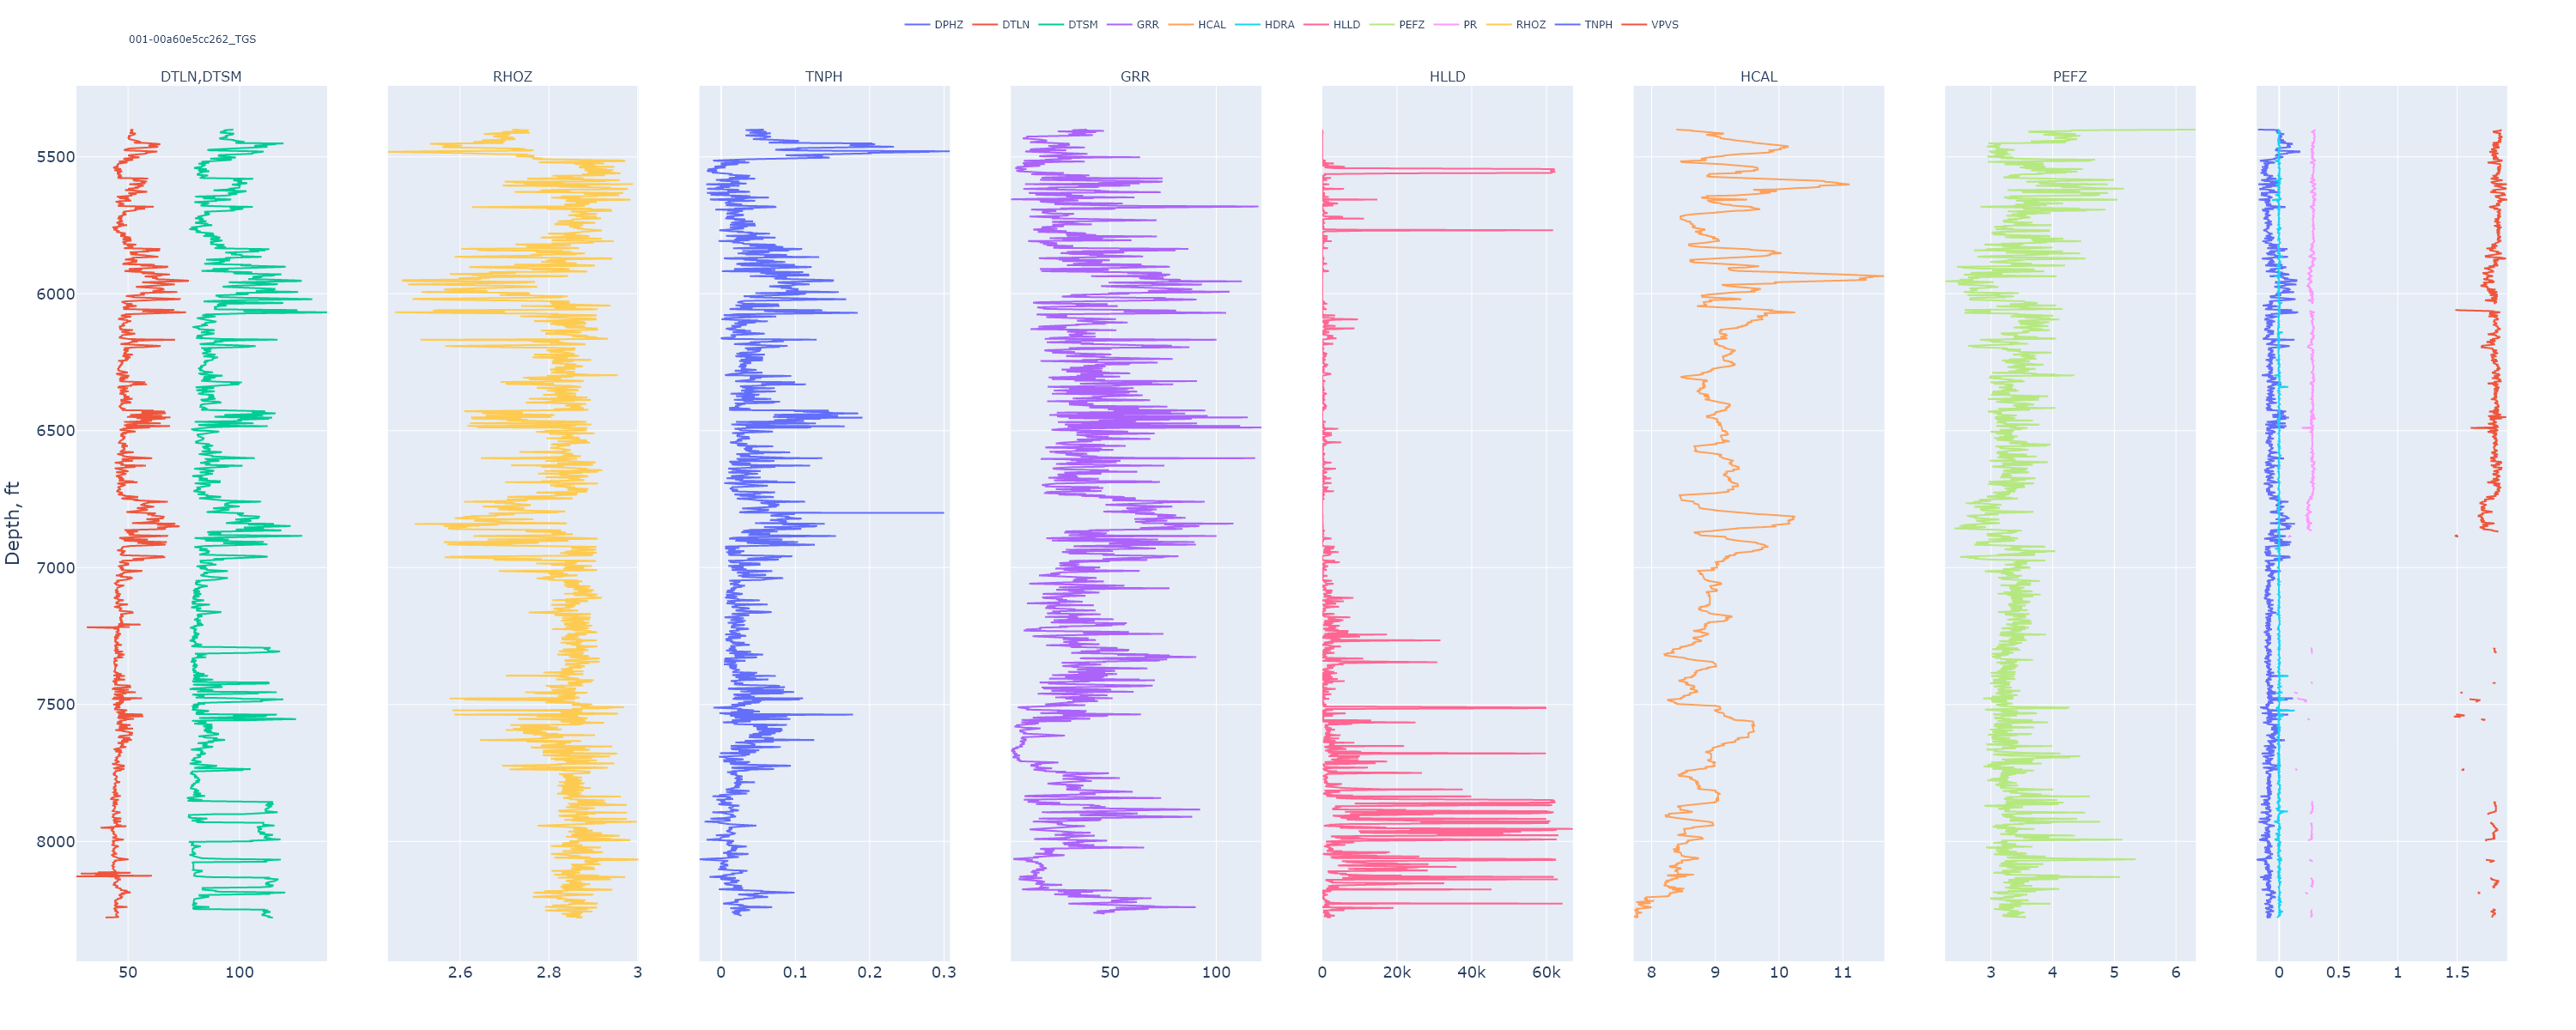 DPHZ DTLN DTSM GRR HCAL HDRA HLLD PEFZ PR RHOZ TNPH VPVS
001-00a60e5cc262_TGS
DTLN,DTSM RHOZ TNPH GRR HLLD HCAL PEFZ
5500
6000
6500
7000
7500
8000
Depth, ft
50 100 2.6 2.8 3 0 0.1 0.2 0.3 50 100 0 20k 40k 60k 8 9 10 11 3 4 5 6 0 0.5 1 1.5